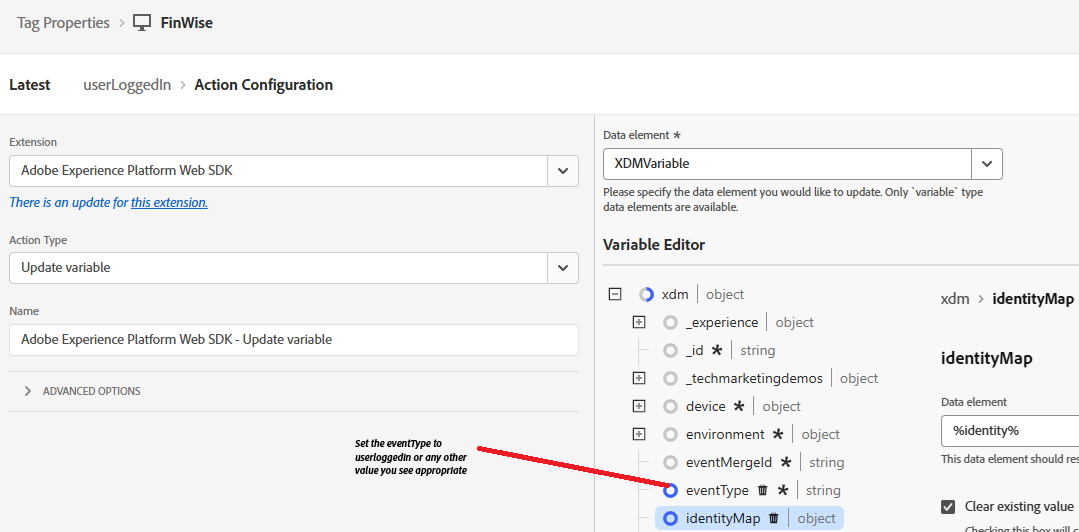 Tag Properties > FinWise
Latest userLoggedIn > Action Configuration
Extension
Adobe Experience Platform Web SDK
There is an update for this extension.
Action Type
Update variable
Name
Adobe Experience Platform Web SDK - Update variable
> ADVANCED OPTIONS
Set the eventType to
userloggedIn or any other
value you see appropriate
Data element *
XDMVariable
Please specify the data element you would like to update. Only `variable` type
data elements are available.
Variable Editor
xdm | object
_experience | object
_id * | string
_techmarketingdemos | object
device * | object
environment * | object
eventMergeId * | string
eventType * | string
identityMap | object
xdm > identityMap
identityMap
Data element
%identity%
This data element should res
Clear existing value
Checking this box will c